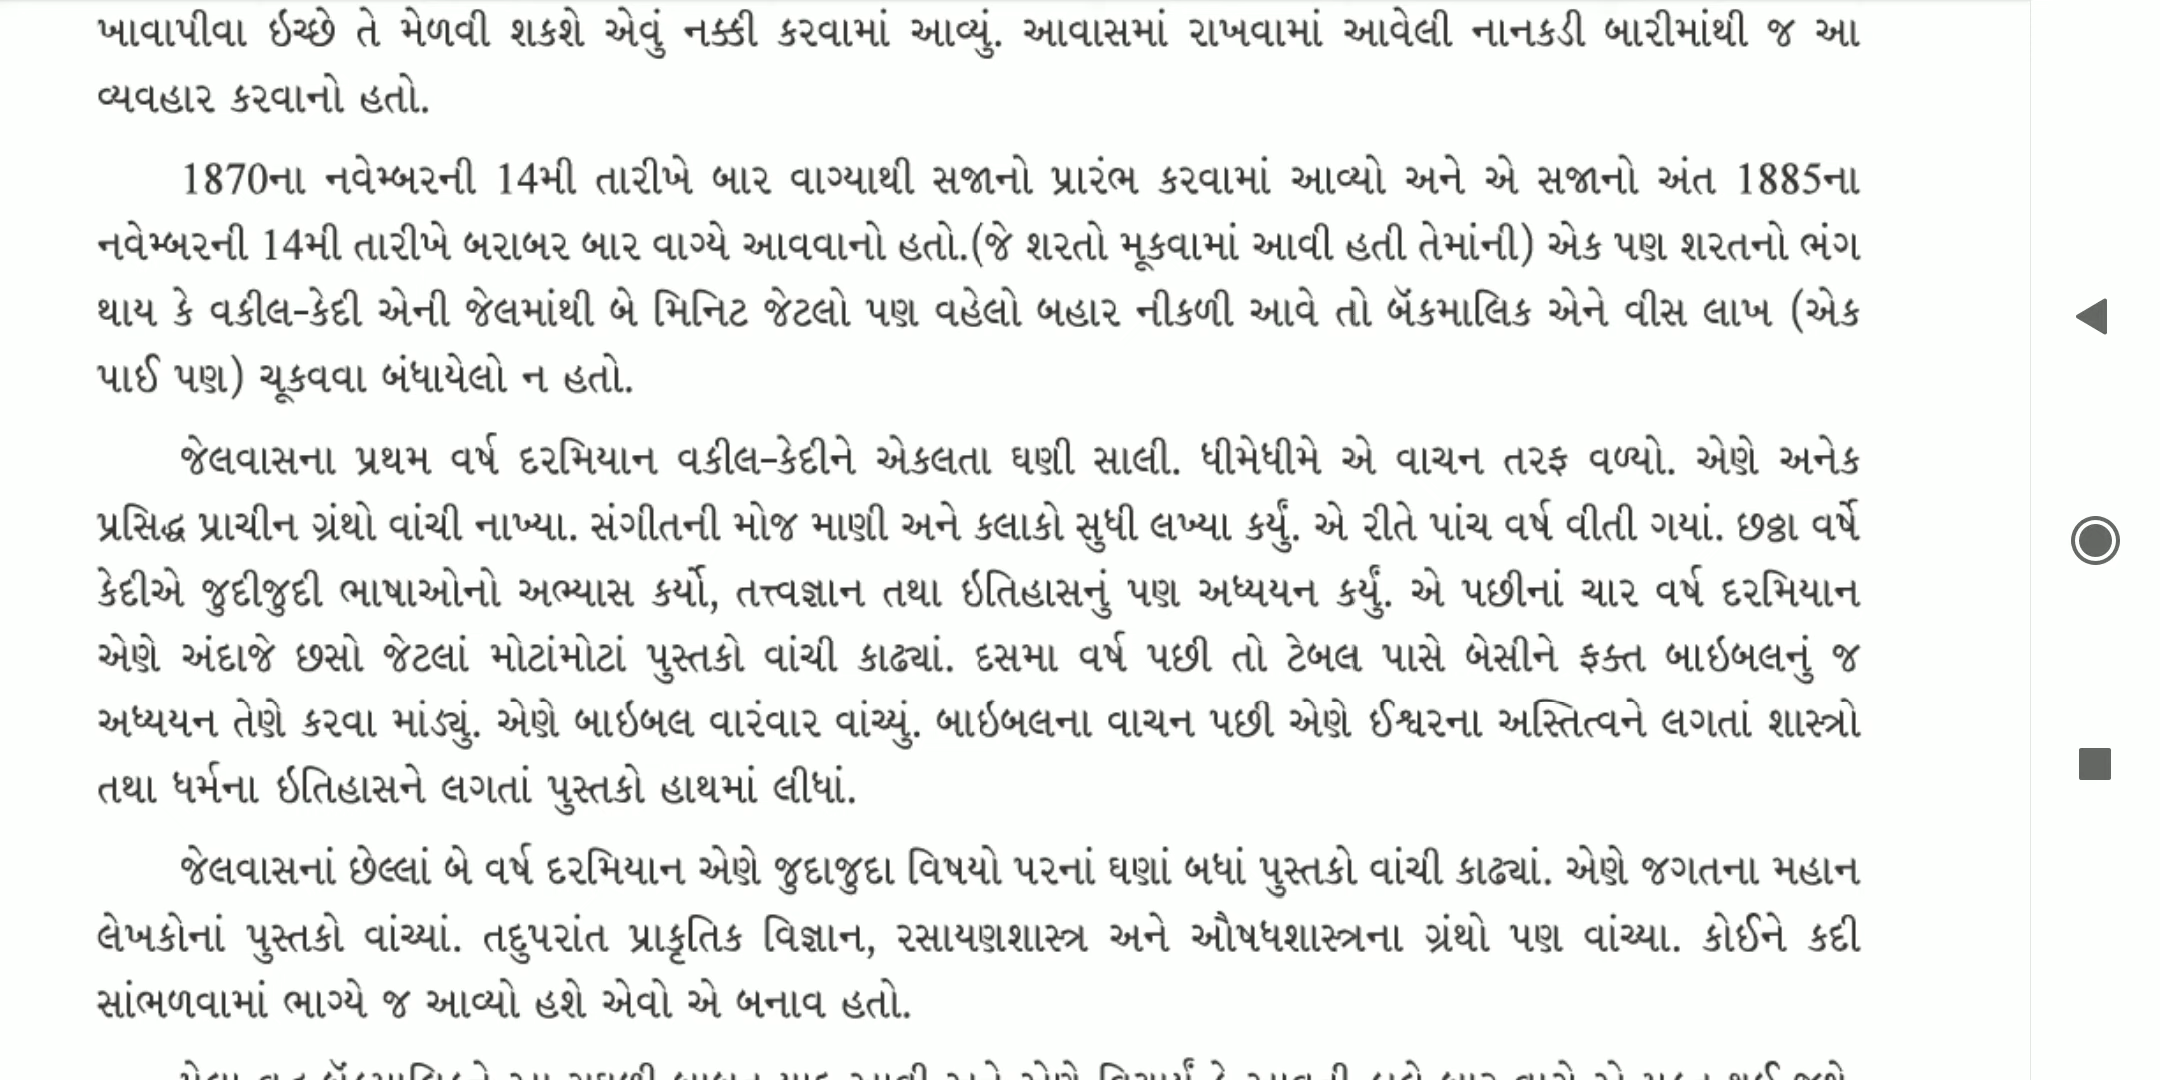 ખાવાપીવા ઇચ્છે તે મેળવી શકશે એવું નક્કી કરવામાં આવ્યું. આવાસમાં રાખવામાં આવેલી નાનકડી બારીમાંથી જ આ
વ્યવહાર કરવાનો હતો.
1870ના નવેમ્બરની 14મી તારીખે બાર વાગ્યાથી સજાનો પ્રારંભ કરવામાં આવ્યો અને એ સજાનો અંત 1885ના
નવેમ્બરની 14મી તારીખે બરાબર બાર વાગ્યે આવવાનો હતો.(જે શરતો મૂકવામાં આવી હતી તેમાંની) એક પણ શરતનો ભંગ
થાય કે વકીલ–કેદી એની જેલમાંથી બે મિનિટ જેટલો પણ વહેલો બહાર નીકળી આવે તો બૅંકમાલિક એને વીસ લાખ (એક
પાઈ પણ) ચૂકવવા બંધાયેલો ન હતો.
જેલવાસના પ્રથમ વર્ષ દરમિયાન વકીલ–કેદીને એકલતા ઘણી સાલી. ધીમેધીમે એ વાચન તરફ વળ્યો. એણે અનેક
પ્રસિદ્ધ પ્રાચીન ગ્રંથો વાંચી નાખ્યા. સંગીતની મોજ માણી અને કલાકો સુધી લખ્યા કર્યું. એ રીતે પાંચ વર્ષ વીતી ગયાં. છઠ્ઠા વર્ષે
કેદીએ જુદીજુદી ભાષાઓનો અભ્યાસ કર્યો, તત્ત્વજ્ઞાન તથા ઇતિહાસનું પણ અધ્યયન કર્યું. એ પછીનાં ચાર વર્ષ દરમિયાન
એણે અંદાજે છસો જેટલાં મોટાંમોટાં પુસ્તકો વાંચી કાઢ્યાં. દસમા વર્ષ પછી તો ટેબલ પાસે બેસીને ફક્ત બાઇબલનું જ
અધ્યયન તેણે કરવા માંડ્યું. એણે બાઇબલ વારંવાર વાંચ્યું. બાઇબલના વાચન પછી એણે ઈશ્વરના અસ્તિત્વને લગતાં શાસ્ત્રો
તથા ધર્મના ઇતિહાસને લગતાં પુસ્તકો હાથમાં લીધાં.
જેલવાસનાં છેલ્લાં બે વર્ષ દરમિયાન એણે જુદાજુદા વિષયો પરનાં ઘણાં બધાં પુસ્તકો વાંચી કાઢ્યાં. એણે જગતના મહાન
લેખકોનાં પુસ્તકો વાંચ્યાં. તદુપરાંત પ્રાકૃતિક વિજ્ઞાન, રસાયણશાસ્ત્ર અને ઔષધશાસ્ત્રના ગ્રંથો પણ વાંચ્યા. કોઈને કદી
સાંભળવામાં ભાગ્યે જ આવ્યો હશે એવો એ બનાવ હતો.